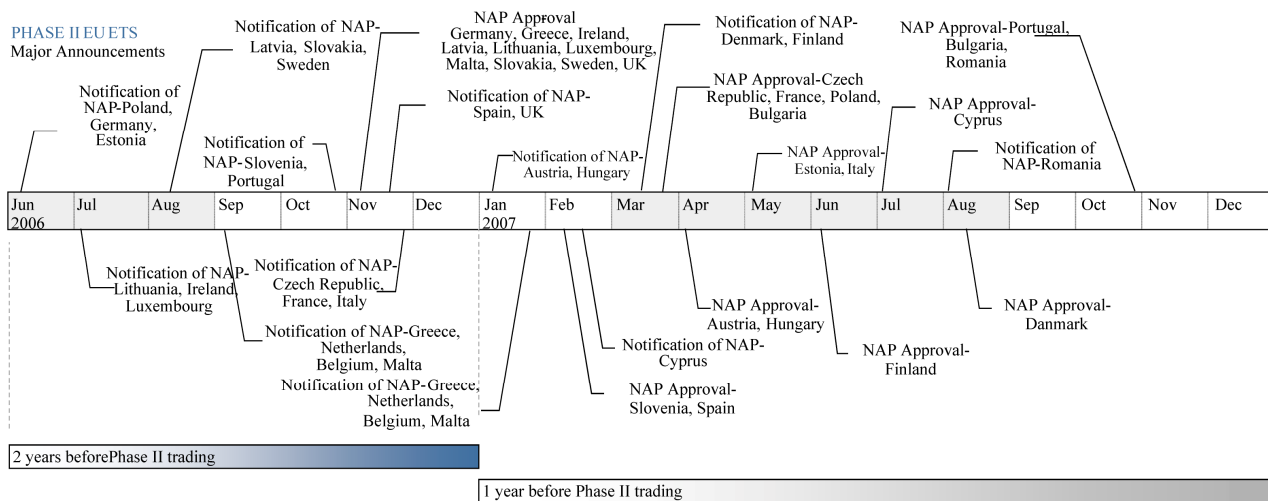 PHASE II EU ETS
Major Announcements
Notification of
NAP-Poland,
Germany,
Estonia
Notification of NAP-
Latvia, Slovakia,
Sweden
Notification of
NAP-Slovenia,
Portugal
NAP Approval
Germany, Greece, Ireland,
Latvia, Lithuania, Luxembourg,
Malta, Slovakia, Sweden, UK
Notification of NAP-
Spain, UK
Notification of NAP-
Austria, Hungary
Notification of NAP-
Denmark, Finland
NAP Approval-Czech
Republic, France, Poland,
Bulgaria
NAP Approval-
Estonia, Italy
NAP Approval-Portugal,
Bulgaria,
Romania
NAP Approval-
Cyprus
Notification of
NAP-Romania
Jun Jul Aug Sep Oct Nov Dec Jan Feb Mar Apr May Jun Jul Aug Sep Oct Nov Dec
2006 2007
Notification of NAP-
Lithuania, Ireland,
Luxembourg
Notification of NAP-
Czech Republic,
France, Italy
Notification of NAP-Greece,
Netherlands,
Belgium, Malta
Notification of NAP-Greece,
Netherlands,
Belgium, Malta
NAP Approval-
Austria, Hungary
Notification of NAP-
Cyprus
NAP Approval-
Slovenia, Spain
NAP Approval-
Finland
NAP Approval-
Danmark
2 years beforePhase II trading
1 year before Phase II trading